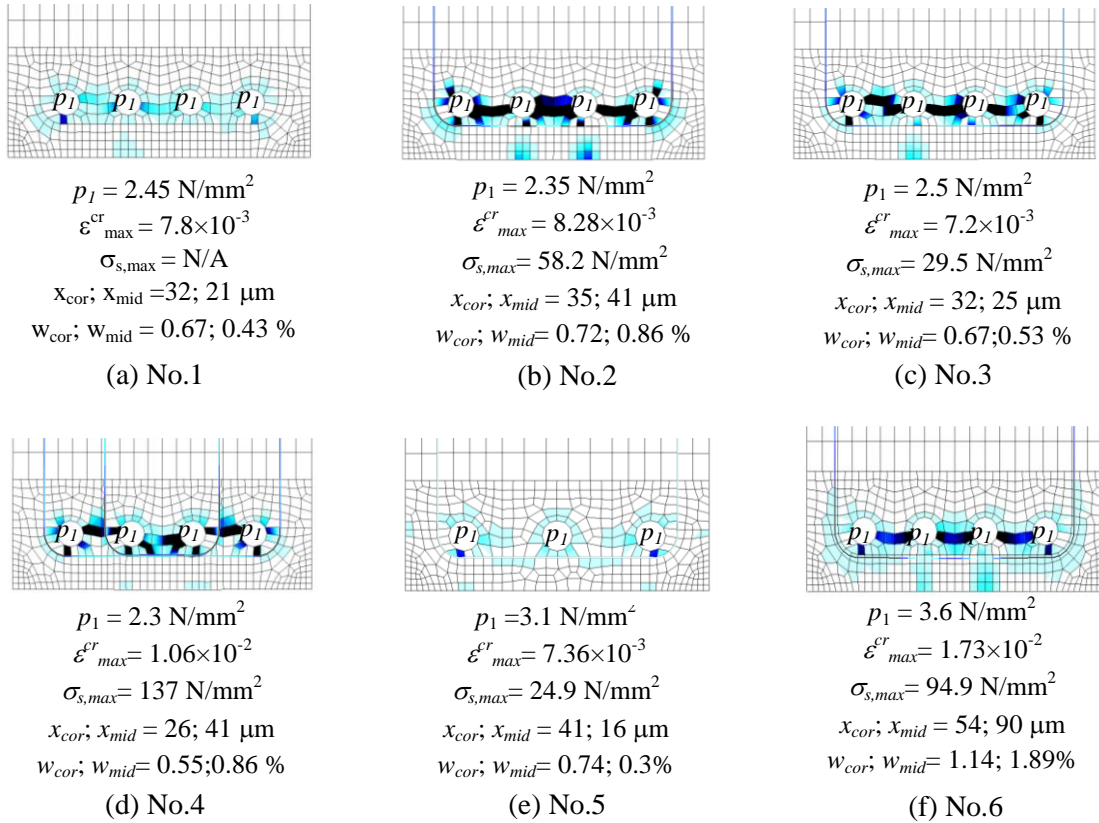 p1 p1 p1 p1
p1 = 2.45 N/mm²
εcrmax = 7.8×10-3
σs,max = N/A
xcor; xmid =32; 21 μm
wcor; wmid = 0.67; 0.43 %
(a) No.1
p1 p1 p1 p1
p1 = 2.35 N/mm²
εcrmax = 8.28×10-3
σs,max= 58.2 N/mm²
xcor; xmid = 35; 41 μm
wcor; wmid= 0.72; 0.86 %
(b) No.2
p1 p1 p1 p1
p1 = 2.5 N/mm²
εcrmax = 7.2×10-3
σs,max= 29.5 N/mm²
xcor; xmid = 32; 25 μm
wcor; wmid= 0.67;0.53 %
(c) No.3
p1 p1 p1 p1
p1 = 2.3 N/mm²
εcrmax= 1.06×10-2
σs,max= 137 N/mm²
xcor; xmid = 26; 41 μm
wcor; wmid= 0.55;0.86 %
(d) No.4
p1 p1 p1
p1 =3.1 N/mm²
εcrmax= 7.36×10-3
σs,max= 24.9 N/mm²
xcor; xmid = 41; 16 μm
wcor; wmid= 0.74; 0.3%
(e) No.5
p1 p1 p1 p1
p1 = 3.6 N/mm²
εcrmax= 1.73×10-2
σs,max= 94.9 N/mm²
xcor; xmid = 54; 90 μm
wcor; wmid= 1.14; 1.89%
(f) No.6